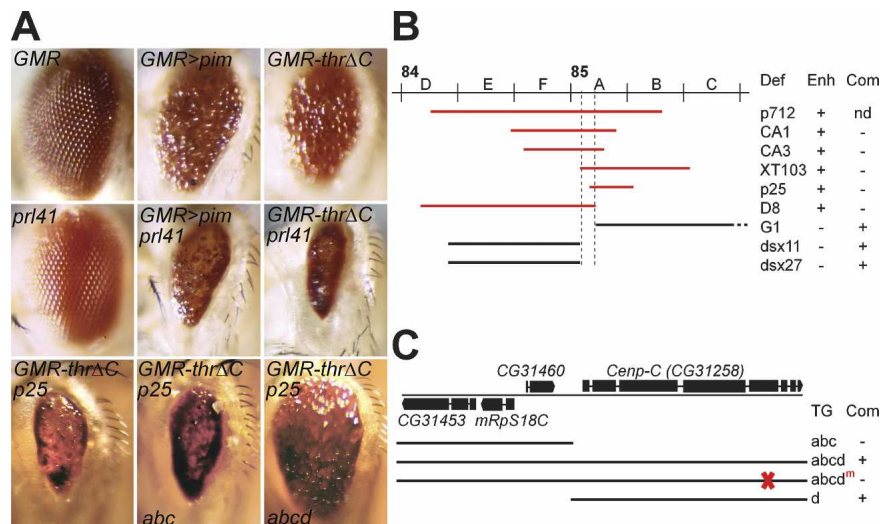 A
GMR
GMR>pim
GMR-thrΔC
prl41
GMR>pim
prl41
GMR-thrΔC
prl41
GMR-thrΔC
p25
GMR-thrΔC
p25
abc
GMR-thrΔC
p25
abcd
B
84 85
D E F A B C Def Enh Com
p712 + nd
CA1 + -
CA3 + -
XT103 + -
p25 + -
D8 + -
G1 - +
dsx11 - +
dsx27 - +
C
CG31460 Cenp-C (CG31258)
CG31453 mRpS18C
TG Com
abc -
abcd +
abcdm -
d +